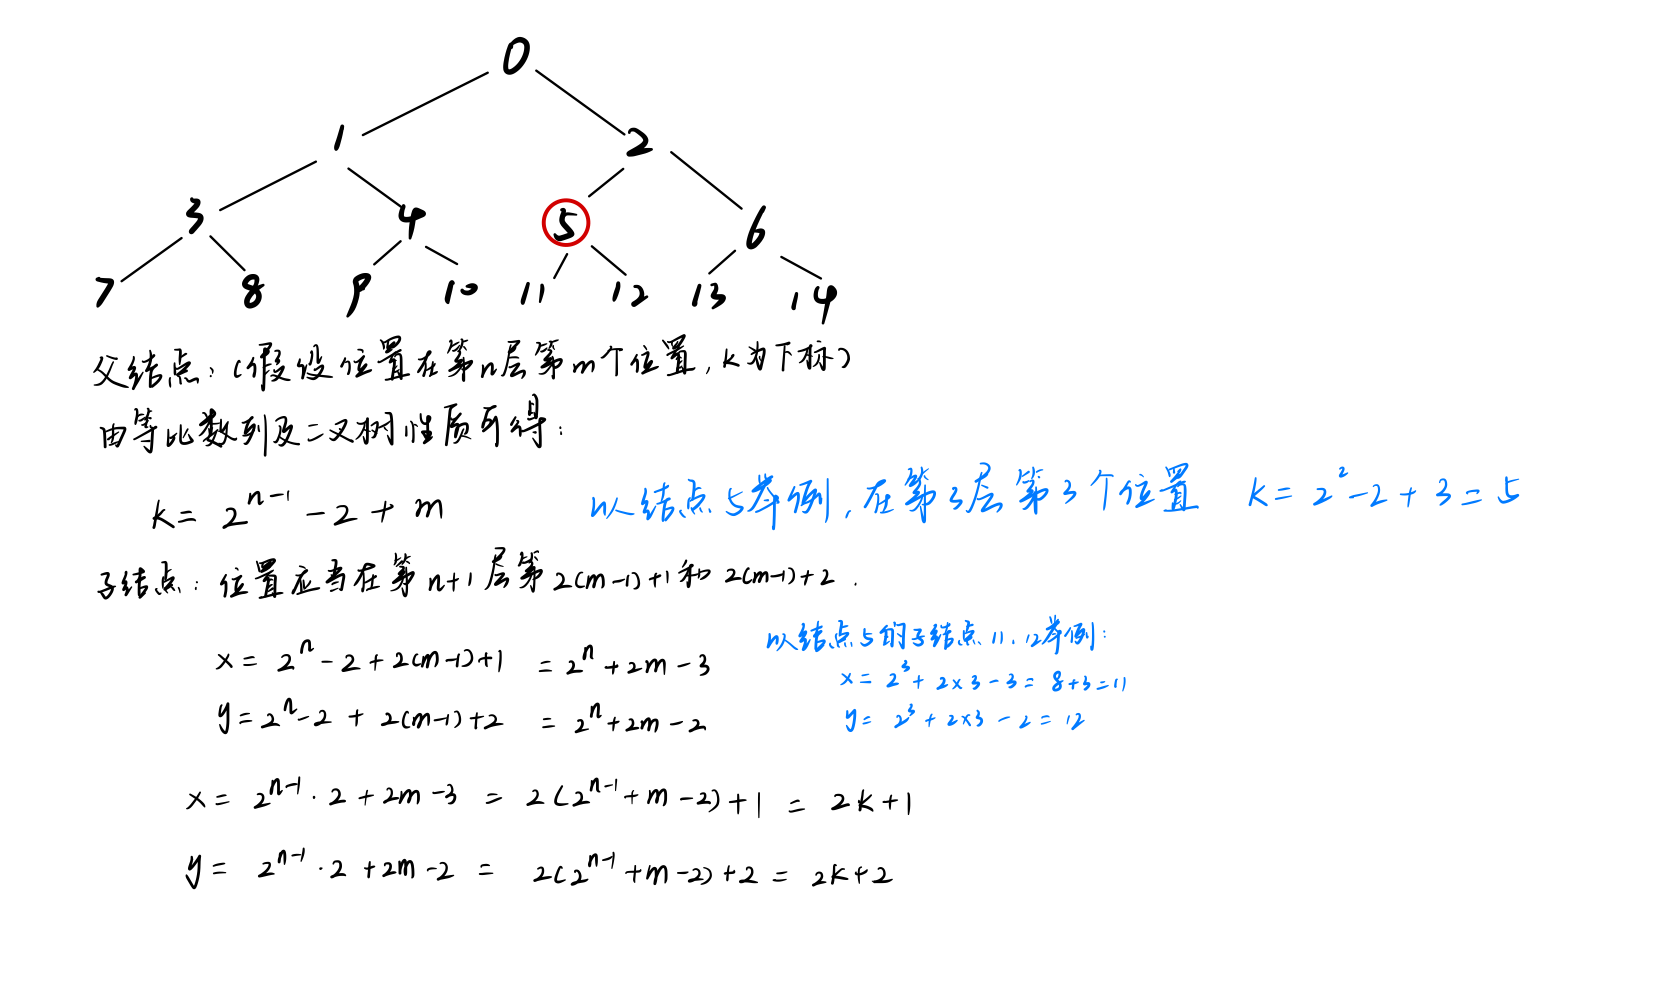 0
1 2
3 4 5 6
7 8 9 10 11 12 13 14
父结点：(假设位置在第n层第m个位置，k为下标)
由等比数列及二叉树性质可得：
k = 2^{n-1} - 2 + m
以结点5举例，在第3层第3个位置 k = 2^2 - 2 + 3 = 5
子结点：位置应当在第n+1层第2(m-1)+1和2(m-1)+2.
以结点5的子结点11、12举例：
x = 2^n - 2 + 2(m-1)+1 = 2^n + 2m - 3
x = 2^3 + 2×3 - 3 = 8+3 = 11
y = 2^n - 2 + 2(m-1)+2 = 2^n + 2m - 2
y = 2^3 + 2×3 - 2 = 12
x = 2^{n-1} · 2 + 2m - 3 = 2(2^{n-1} + m - 2) + 1 = 2k+1
y = 2^{n-1} · 2 + 2m - 2 = 2(2^{n-1} + m - 2) + 2 = 2k+2